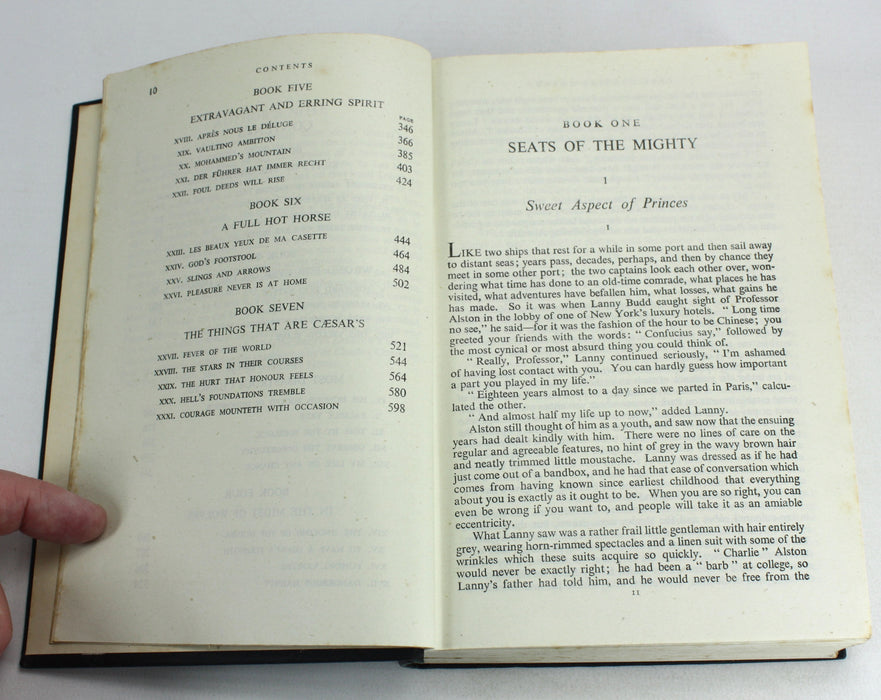 10
CONTENTS
BOOK FIVE
EXTRAVAGANT AND ERRING SPIRIT
PAGE
XVIII. APRÈS NOUS LE DÉLUGE 346
XIX. VAULTING AMBITION 366
XX. MOHAMMED'S MOUNTAIN 385
XXI. DER FÜHRER HAT IMMER RECHT 403
XXII. FOUL DEEDS WILL RISE 424
BOOK SIX
A FULL HOT HORSE
XXIII. LES BEAUX YEUX DE MA CASETTE 444
XXIV. GOD'S FOOTSTOOL 464
XXV. SLINGS AND ARROWS 484
XXVI. PLEASURE NEVER IS AT HOME 502
BOOK SEVEN
THE THINGS THAT ARE CÆSAR'S
XXVII. FEVER OF THE WORLD 521
XXVIII. THE STARS IN THEIR COURSES 544
XXIX. THE HURT THAT HONOUR FEELS 564
XXX. HELL'S FOUNDATIONS TREMBLE 580
XXXI. COURAGE MOUNTETH WITH OCCASION 598
BOOK ONE
SEATS OF THE MIGHTY
I
Sweet Aspect of Princes
I
LIKE two ships that rest for a while in some port and then sail away
to distant seas; years pass, decades, perhaps, and then by chance they
meet in some other port; the two captains look each other over, won-
dering what time has done to an old-time comrade, what places he has
visited, what adventures have befallen him, what losses, what gains he
has made. So it was when Lanny Budd caught sight of Professor
Alston in the lobby of one of New York's luxury hotels. "Long time
no see," he said—for it was the fashion of the hour to be Chinese; you
greeted your friends with the words: "Confucius say," followed by
the most cynical or most absurd thing you could think of.
"Really, Professor," Lanny continued seriously, "I'm ashamed
of having lost contact with you. You can hardly guess how important
a part you played in my life."
"Eighteen years almost to a day since we parted in Paris," calcu-
lated the other.
"And almost half my life up to now," added Lanny.
Alston still thought of him as a youth, and saw now that the ensuing
years had dealt kindly with him. There were no lines of care on the
regular and agreeable features, no hint of grey in the wavy brown hair
and neatly trimmed little moustache. Lanny was dressed as if he had
just come out of a bandbox, and he had that ease of conversation which
comes from having known since earliest childhood that everything
about you is exactly as it ought to be. When you are so right, you can
even be wrong if you want to, and people will take it as an amiable
eccentricity.
What Lanny saw was a rather frail little gentleman with hair entirely
grey, wearing horn-rimmed spectacles and a linen suit with some of the
wrinkles which these suits acquire so quickly. "Charlie" Alston
would never be exactly right; he had been a "barb" at college, so
Lanny's father had told him, and he would never be free from the
11